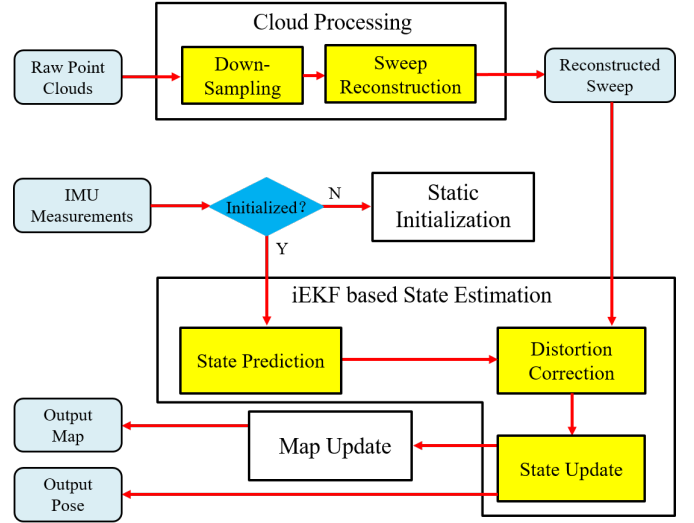 Cloud Processing
Raw Point
Clouds
Down-
Sampling
Sweep
Reconstruction
Reconstructed
Sweep
IMU
Measurements
Initialized?
N
Y
Static
Initialization
iEKF based State Estimation
State Prediction
Distortion
Correction
Output
Map
Map Update
State Update
Output
Pose